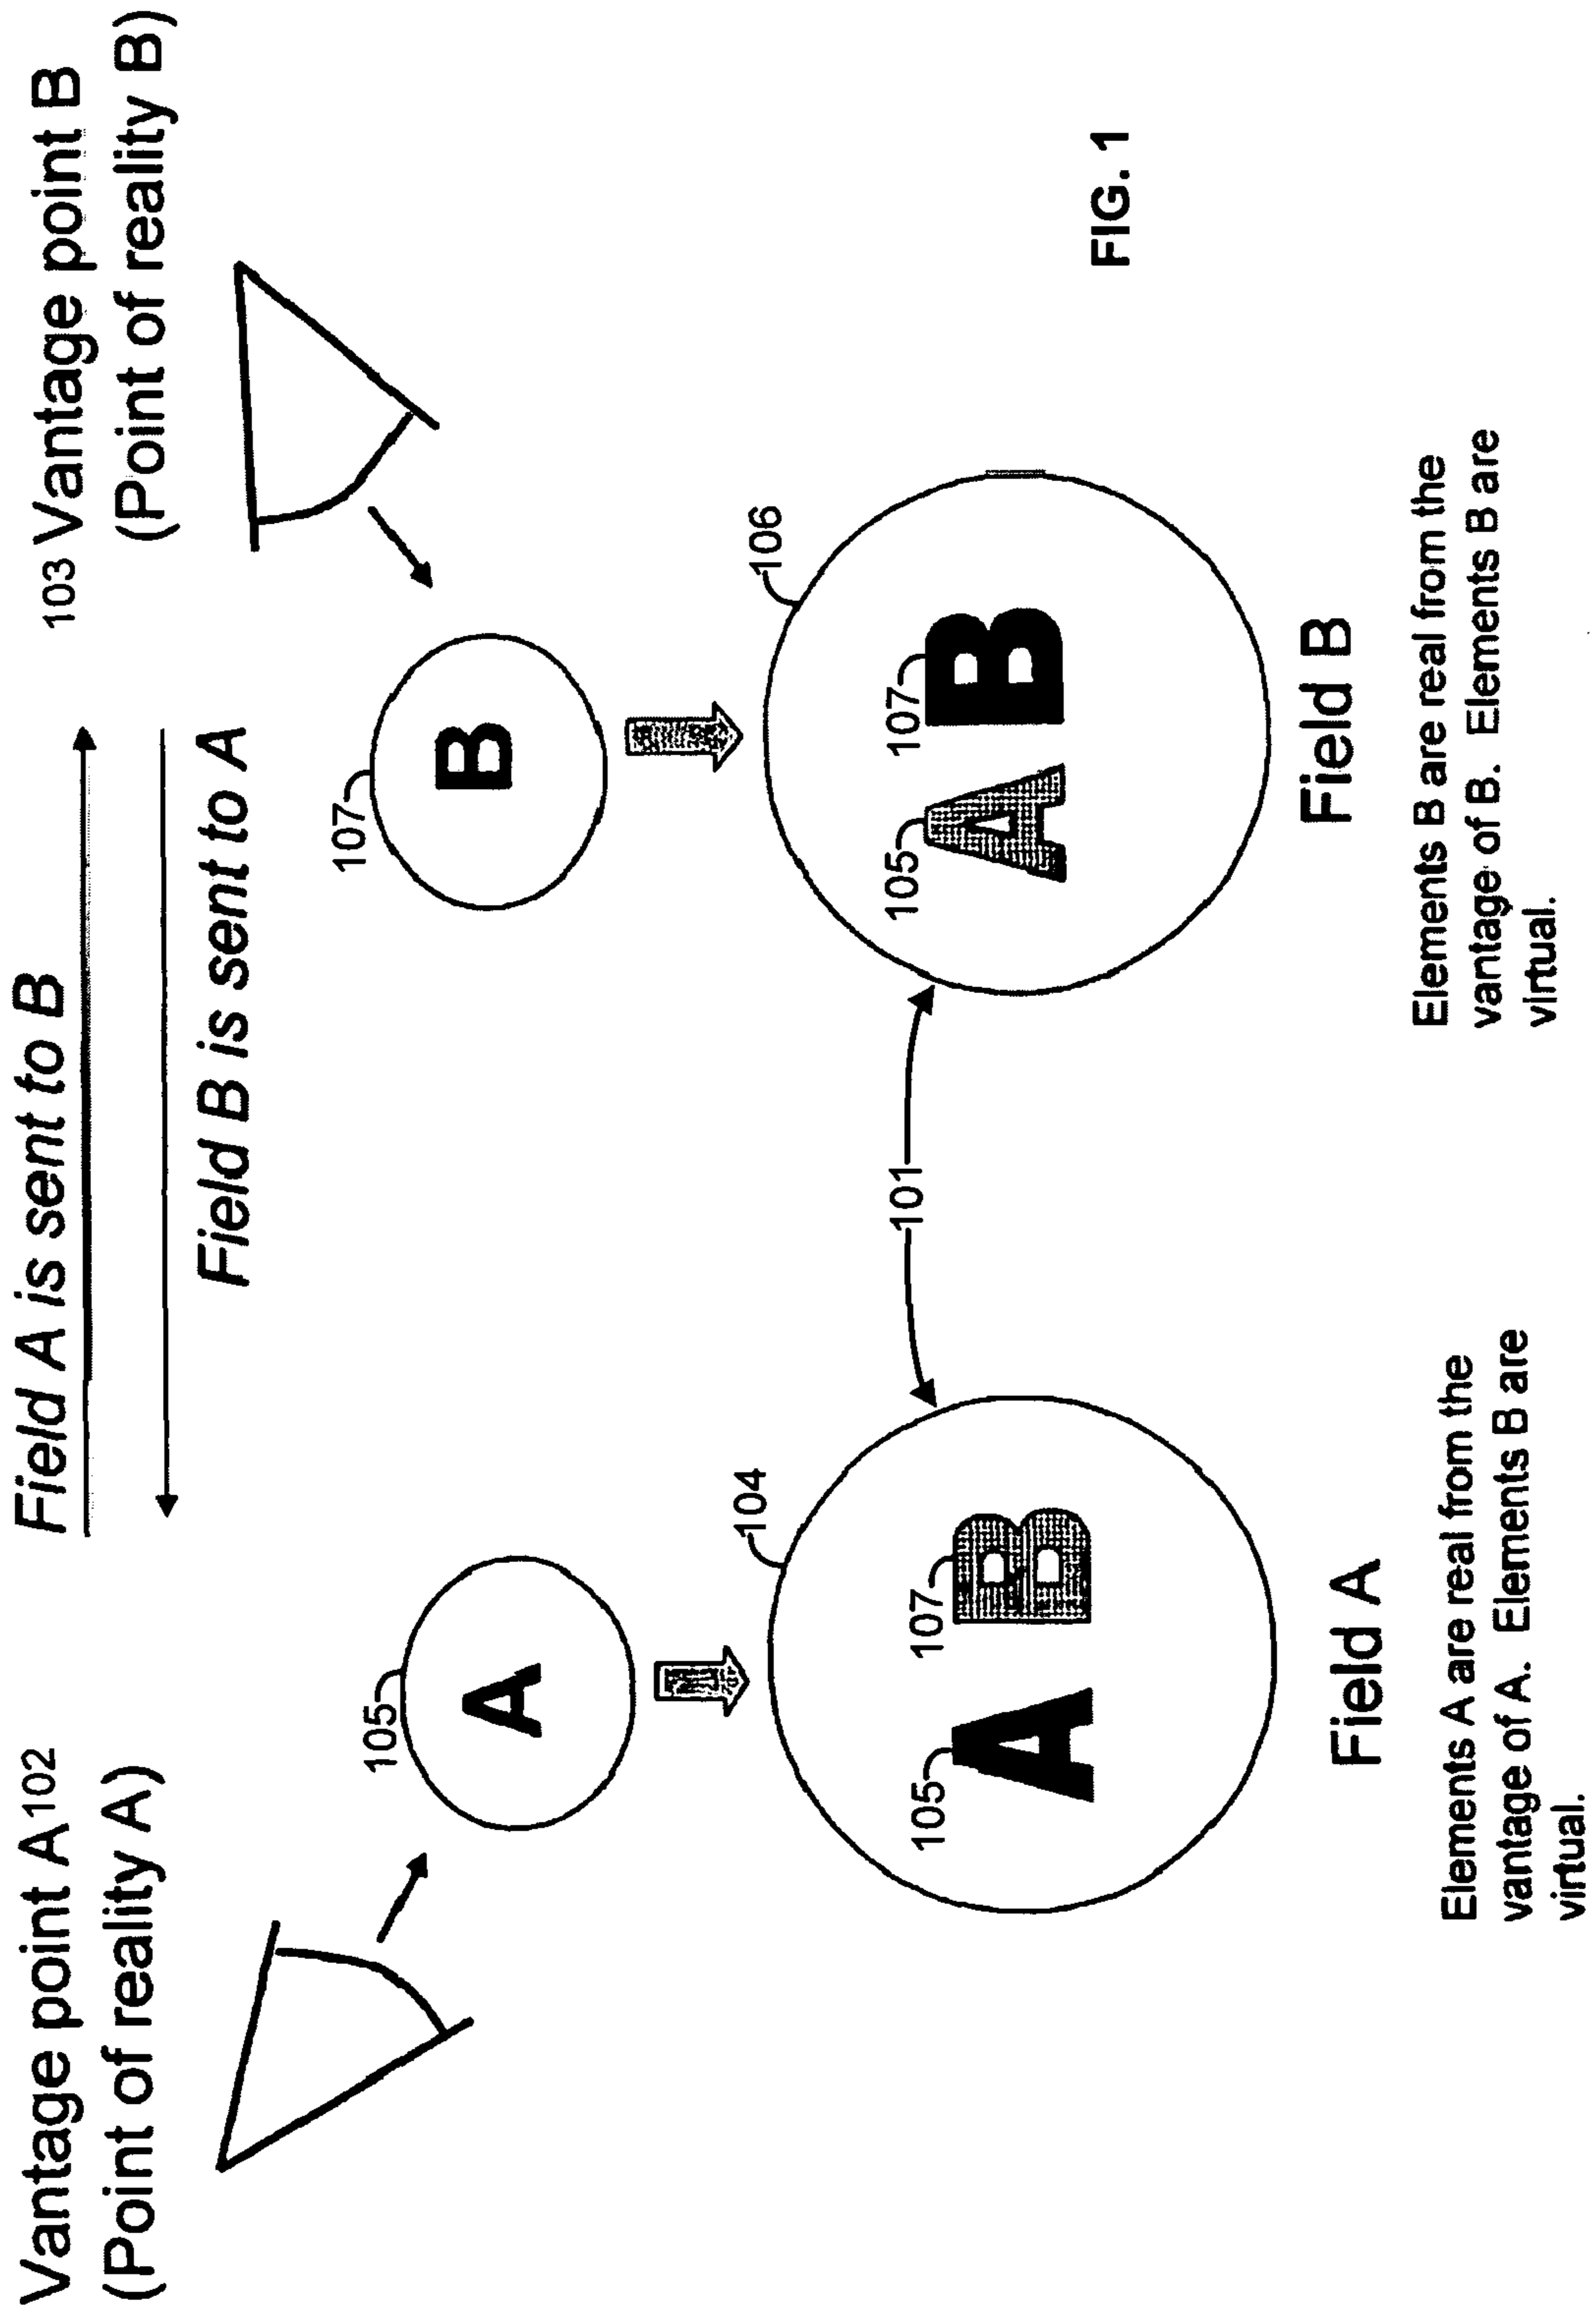 Vantage point A 102
(Point of reality A)
Field A is sent to B
Field B is sent to A
103 Vantage point B
(Point of reality B)
105
A
107
B
104
105
107
A B
101
106
105
107
A B
Field A
Field B
Elements A are real from the
vantage of A. Elements B are
virtual.
Elements B are real from the
vantage of B. Elements B are
virtual.
FIG. 1